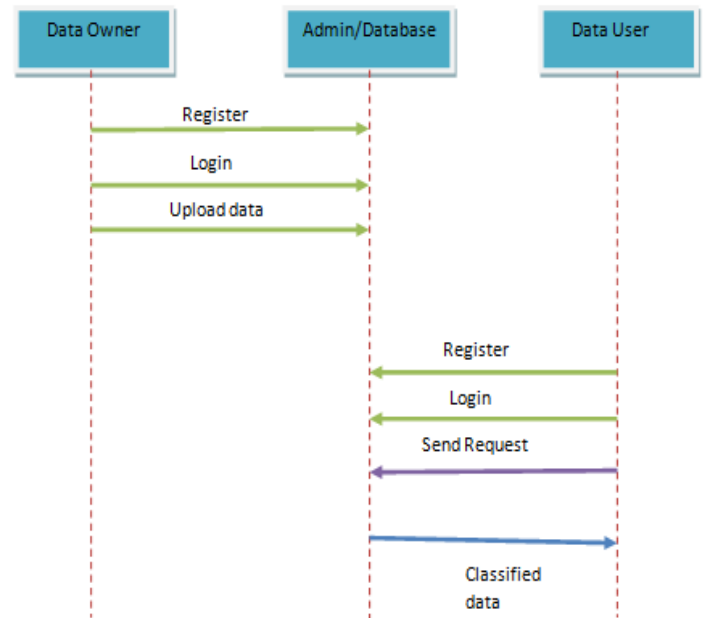 Data Owner
Admin/Database
Data User
Register
Login
Upload data
Register
Login
Send Request
Classified
data